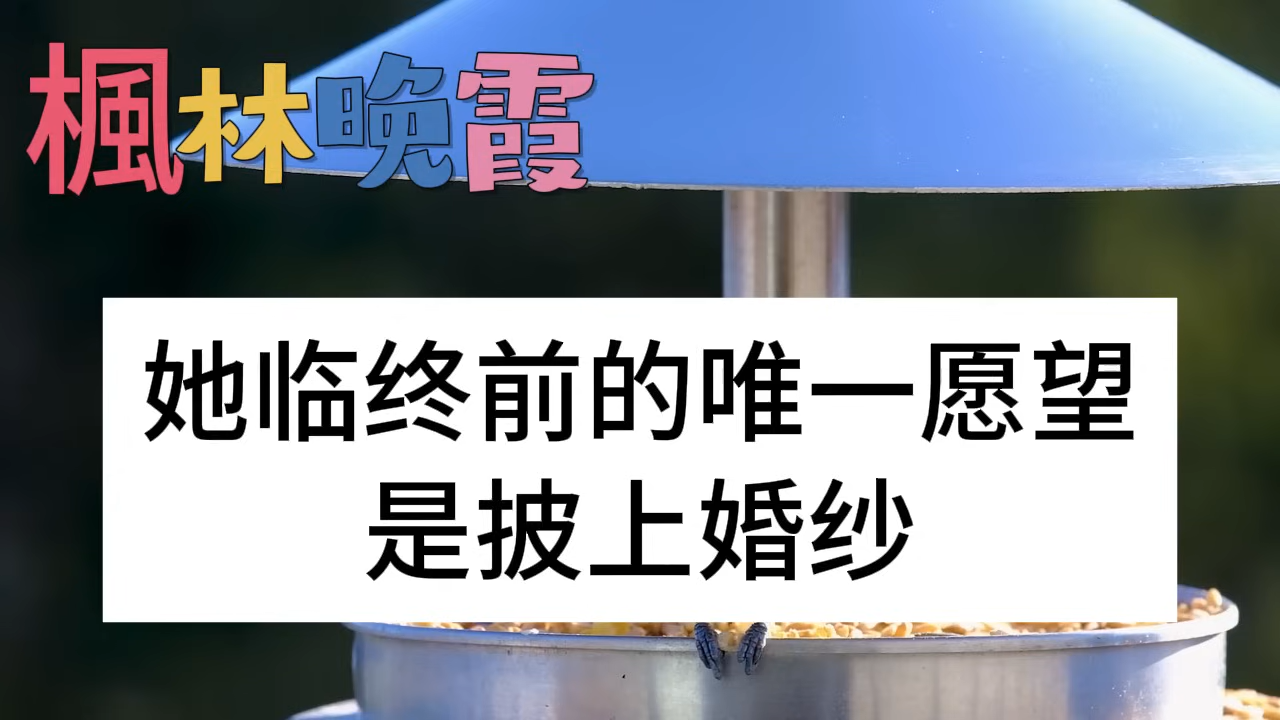 楓林晚霞
她临终前的唯一愿望
是披上婚纱